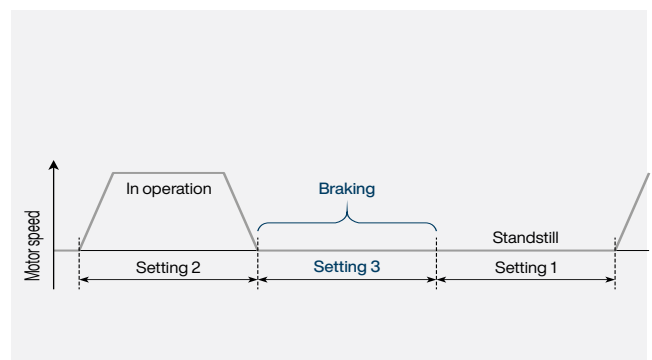 Motor speed
In operation
Braking
Standstill
Setting 2
Setting 3
Setting 1